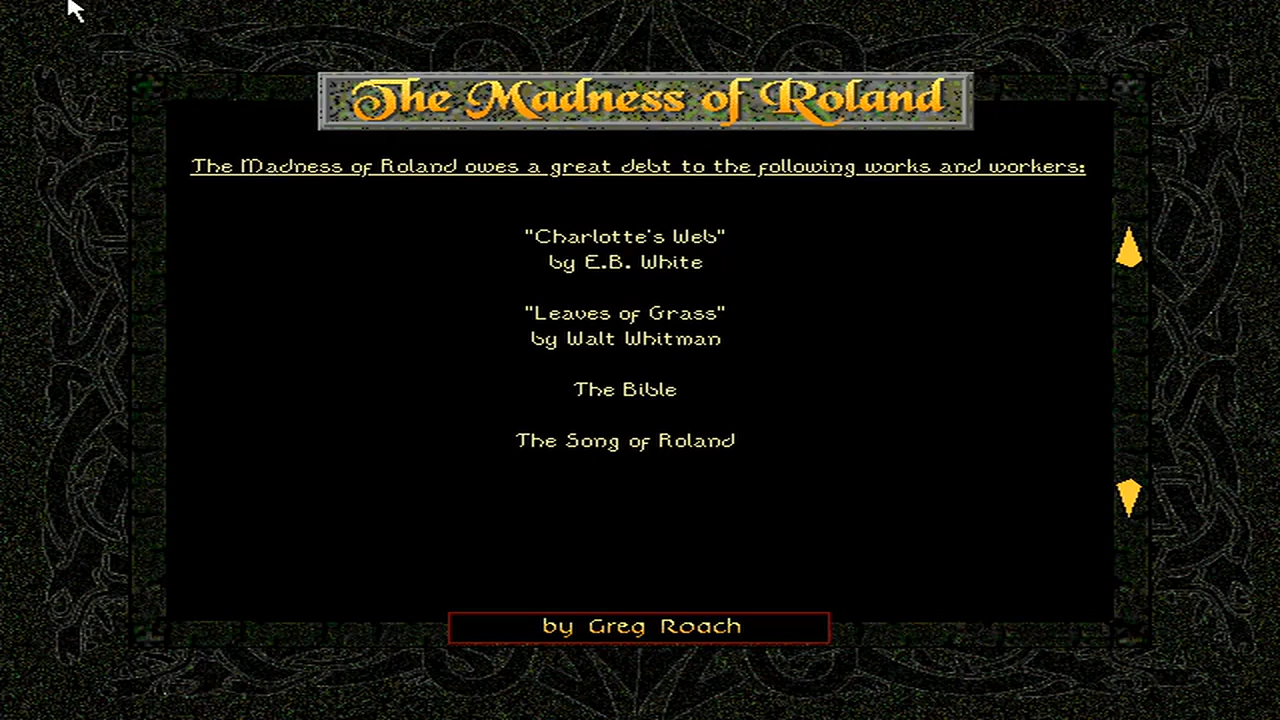 The Madness of Roland
The Madness of Roland owes a great debt to the following works and workers:
"Charlotte's Web"
by E.B. White
"Leaves of Grass"
by Walt Whitman
The Bible
The Song of Roland
by Greg Roach